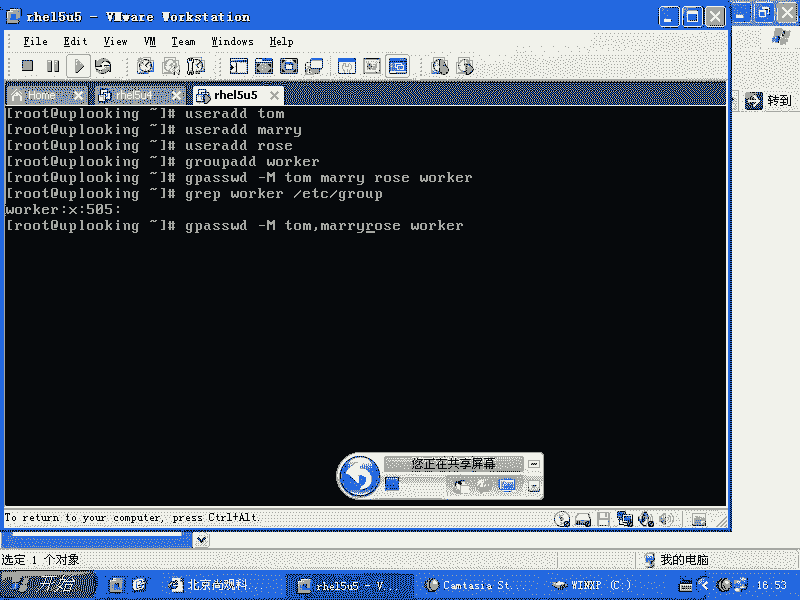 rhel5u5 - VMware Workstation
File Edit View VM Team Windows Help
Home rhel5u4 rhel5u5
转到
[root@uplooking ~]# useradd tom
[root@uplooking ~]# useradd marry
[root@uplooking ~]# useradd rose
[root@uplooking ~]# groupadd worker
[root@uplooking ~]# gpasswd -M tom marry rose worker
[root@uplooking ~]# grep worker /etc/group
worker:x:505:
[root@uplooking ~]# gpasswd -M tom,marryrose worker
您正在共享屏幕
To return to your computer, press Ctrl+Alt.
选定 1 个对象
我的电脑
开始 北京尚观科... rhel5u5 - V... Camtasia St... WINXP (C:) 16:53